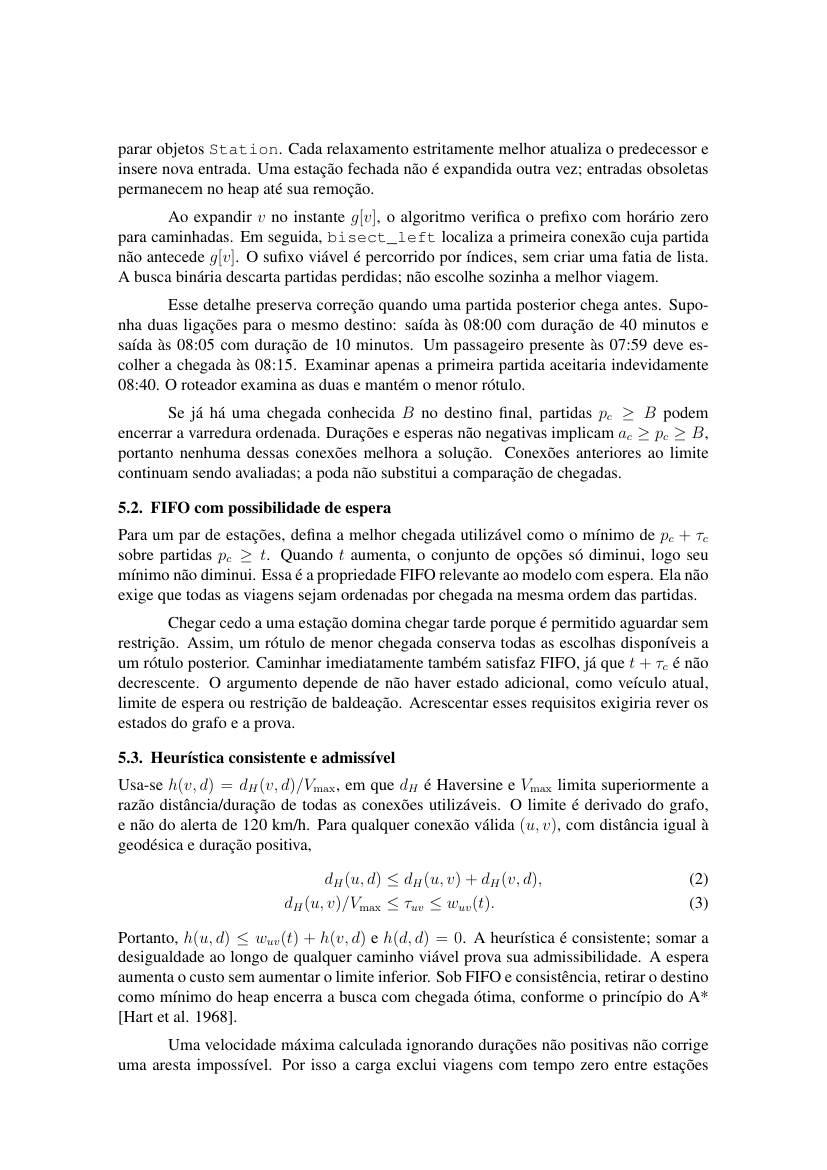 parar objetos Station. Cada relaxamento estritamente melhor atualiza o predecessor e
insere nova entrada. Uma estação fechada não é expandida outra vez; entradas obsoletas
permanecem no heap até sua remoção.
Ao expandir v no instante g[v], o algoritmo verifica o prefixo com horário zero
para caminhadas. Em seguida, bisect_left localiza a primeira conexão cuja partida
não antecede g[v]. O sufixo viável é percorrido por índices, sem criar uma fatia de lista.
A busca binária descarta partidas perdidas; não escolhe sozinha a melhor viagem.
Esse detalhe preserva correção quando uma partida posterior chega antes. Supo-
nha duas ligações para o mesmo destino: saída às 08:00 com duração de 40 minutos e
saída às 08:05 com duração de 10 minutos. Um passageiro presente às 07:59 deve es-
colher a chegada às 08:15. Examinar apenas a primeira partida aceitaria indevidamente
08:40. O roteador examina as duas e mantém o menor rótulo.
Se já há uma chegada conhecida B no destino final, partidas p_c ≥ B podem
encerrar a varredura ordenada. Durações e esperas não negativas implicam a_c ≥ p_c ≥ B,
portanto nenhuma dessas conexões melhora a solução. Conexões anteriores ao limite
continuam sendo avaliadas; a poda não substitui a comparação de chegadas.
5.2. FIFO com possibilidade de espera
Para um par de estações, defina a melhor chegada utilizável como o mínimo de p_c + τ_c
sobre partidas p_c ≥ t. Quando t aumenta, o conjunto de opções só diminui, logo seu
mínimo não diminui. Essa é a propriedade FIFO relevante ao modelo com espera. Ela não
exige que todas as viagens sejam ordenadas por chegada na mesma ordem das partidas.
Chegar cedo a uma estação domina chegar tarde porque é permitido aguardar sem
restrição. Assim, um rótulo de menor chegada conserva todas as escolhas disponíveis a
um rótulo posterior. Caminhar imediatamente também satisfaz FIFO, já que t + τ_c é não
decrescente. O argumento depende de não haver estado adicional, como veículo atual,
limite de espera ou restrição de baldeação. Acrescentar esses requisitos exigiria rever os
estados do grafo e a prova.
5.3. Heurística consistente e admissível
Usa-se h(v, d) = d_H(v, d)/V_max, em que d_H é Haversine e V_max limita superiormente a
razão distância/duração de todas as conexões utilizáveis. O limite é derivado do grafo,
e não do alerta de 120 km/h. Para qualquer conexão válida (u, v), com distância igual à
geodésica e duração positiva,
d_H(u, d) ≤ d_H(u, v) + d_H(v, d), (2)
d_H(u, v)/V_max ≤ τ_uv ≤ w_uv(t). (3)
Portanto, h(u, d) ≤ w_uv(t) + h(v, d) e h(d, d) = 0. A heurística é consistente; somar a
desigualdade ao longo de qualquer caminho viável prova sua admissibilidade. A espera
aumenta o custo sem aumentar o limite inferior. Sob FIFO e consistência, retirar o destino
como mínimo do heap encerra a busca com chegada ótima, conforme o princípio do A*
[Hart et al. 1968].
Uma velocidade máxima calculada ignorando durações não positivas não corrige
uma aresta impossível. Por isso a carga exclui viagens com tempo zero entre estações